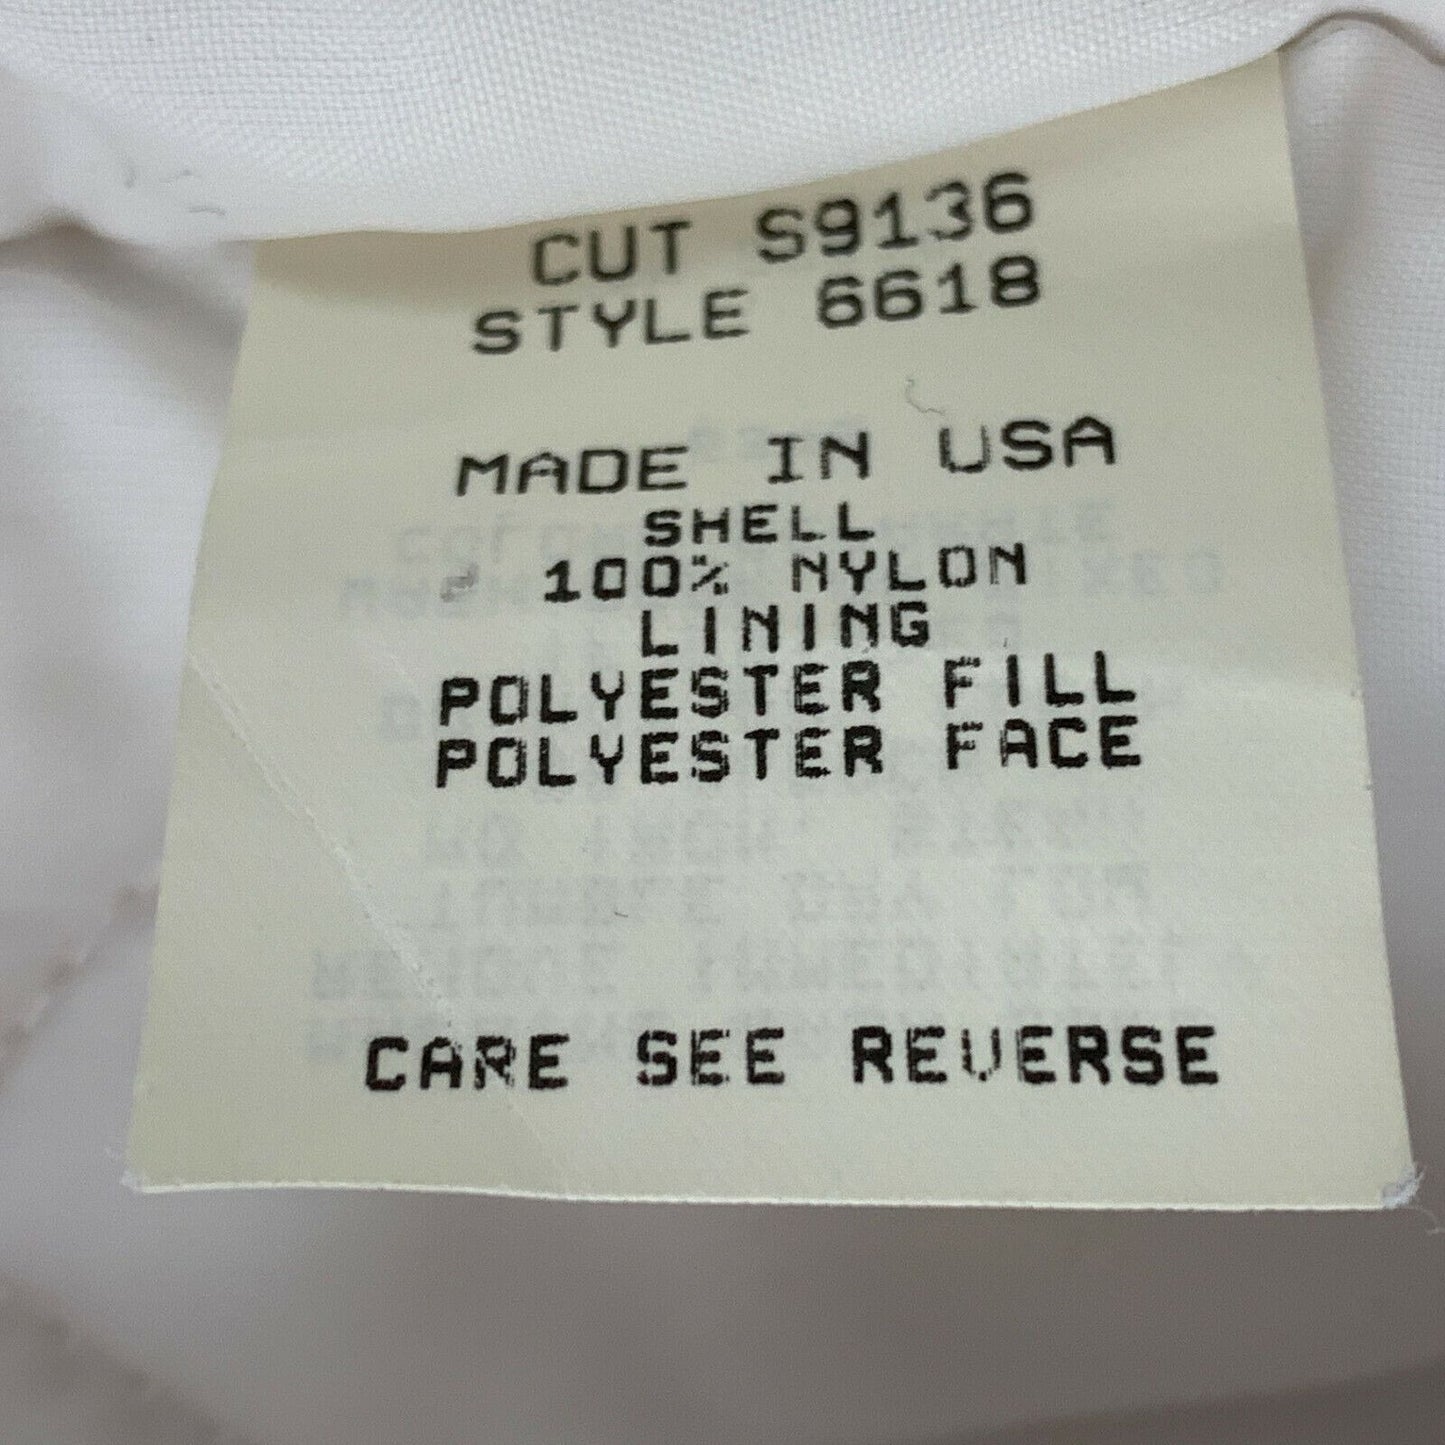 CUT S9136
STYLE 6618
MADE IN USA
SHELL
100% NYLON
LINING
POLYESTER FILL
POLYESTER FACE
CARE SEE REVERSE